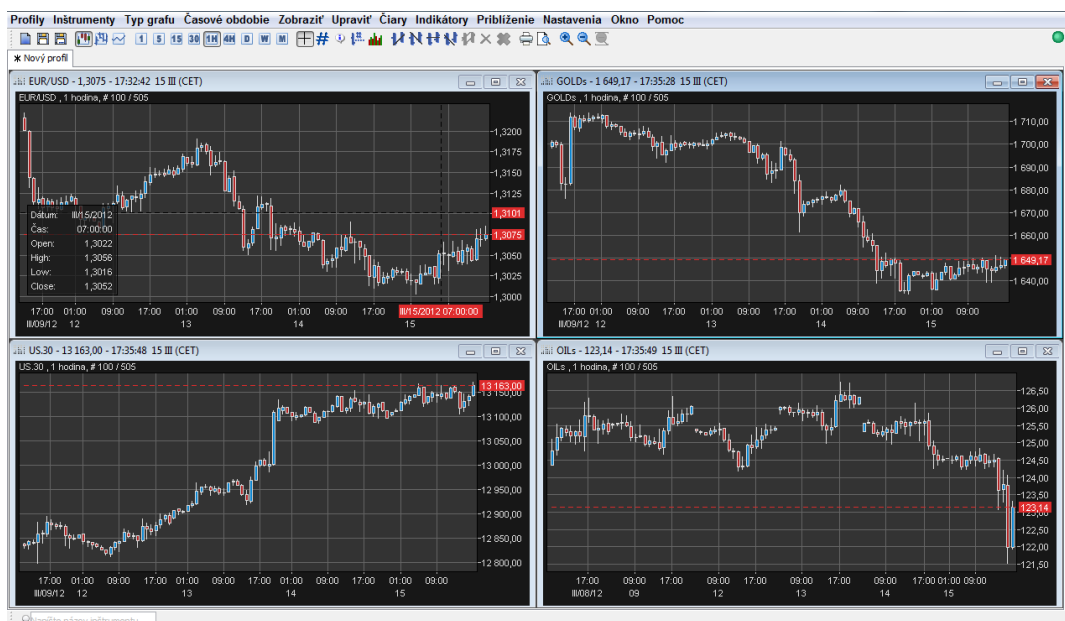 Profily Inštrumenty Typ grafu Časové obdobie Zobraziť Upraviť Čiary Indikátory Priblíženie Nastavenia Okno Pomoc
1 5 15 30 1H 4H D W M
Nový profil
EUR/USD - 1,3075 - 17:32:42 15 III (CET)
EUR/USD , 1 hodina, # 100 / 505
1,3200
1,3175
1,3150
1,3125
1,3101
1,3075
1,3050
1,3025
1,3000
Dátum: III/15/2012
Čas: 07:00:00
Open: 1,3022
High: 1,3056
Low: 1,3016
Close: 1,3052
17:00 01:00 09:00 17:00 01:00 09:00 17:00 01:00 09:00 17:00 III/15/2012 07:00:00
III/09/12 12 13 14 15
GOLDs - 1 649,17 - 17:35:28 15 III (CET)
GOLDs , 1 hodina, # 100 / 505
1 710,00
1 700,00
1 690,00
1 680,00
1 670,00
1 660,00
1 649,17
1 640,00
17:00 01:00 09:00 17:00 01:00 09:00 17:00 01:00 09:00 17:00 01:00 09:00
III/09/12 12 13 14 15
US.30 - 13 163,00 - 17:35:48 15 III (CET)
US.30 , 1 hodina, # 100 / 505
13 163,00
13 100,00
13 050,00
13 000,00
12 950,00
12 900,00
12 850,00
12 800,00
17:00 01:00 09:00 17:00 01:00 09:00 17:00 01:00 09:00 17:00 01:00 09:00
III/09/12 12 13 14 15
OILs - 123,14 - 17:35:49 15 III (CET)
OILs , 1 hodina, # 100 / 505
126,50
126,00
125,50
125,00
124,50
124,00
123,50
123,14
122,50
122,00
121,50
17:00 09:00 17:00 09:00 17:00 09:00 17:00 09:00 17:00 01:00 09:00
III/08/12 09 12 13 14 15